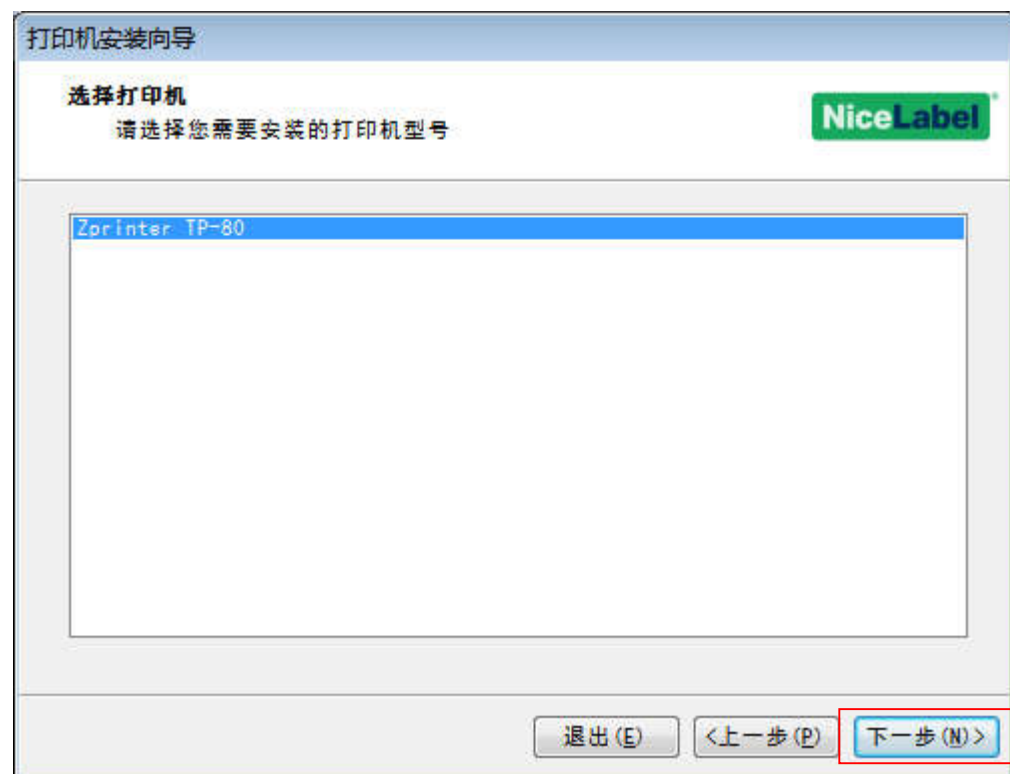 打印机安装向导
选择打印机
请选择您需要安装的打印机型号
NiceLabel
Zprinter TP-80
退出(E) <上一步(P) 下一步(N)>